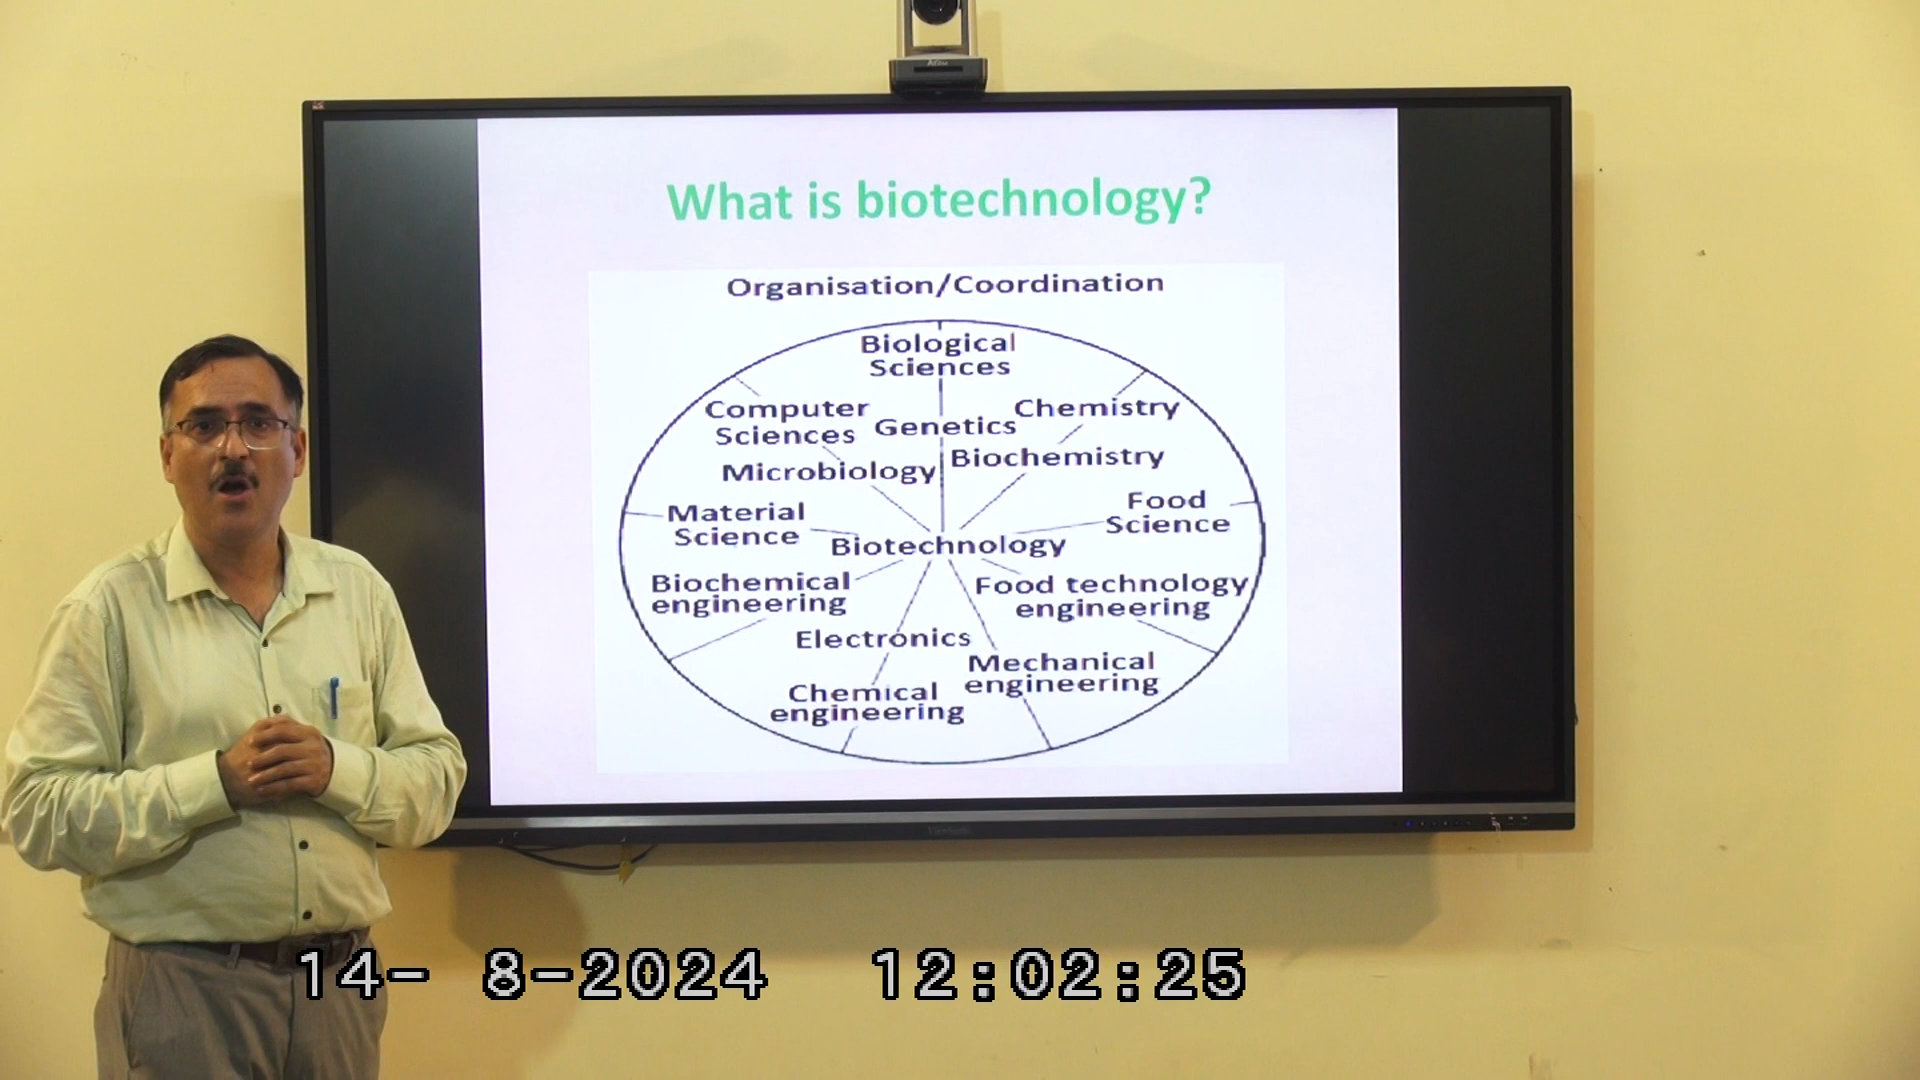 What is biotechnology?
Organisation/Coordination
Biological
Sciences
Computer
Sciences
Genetics
Chemistry
Microbiology
Biochemistry
Material
Science
Food
Science
Biotechnology
Biochemical
engineering
Food technology
engineering
Electronics
Mechanical
engineering
Chemical
engineering
ViewSonic
14- 8-2024 12:02:25